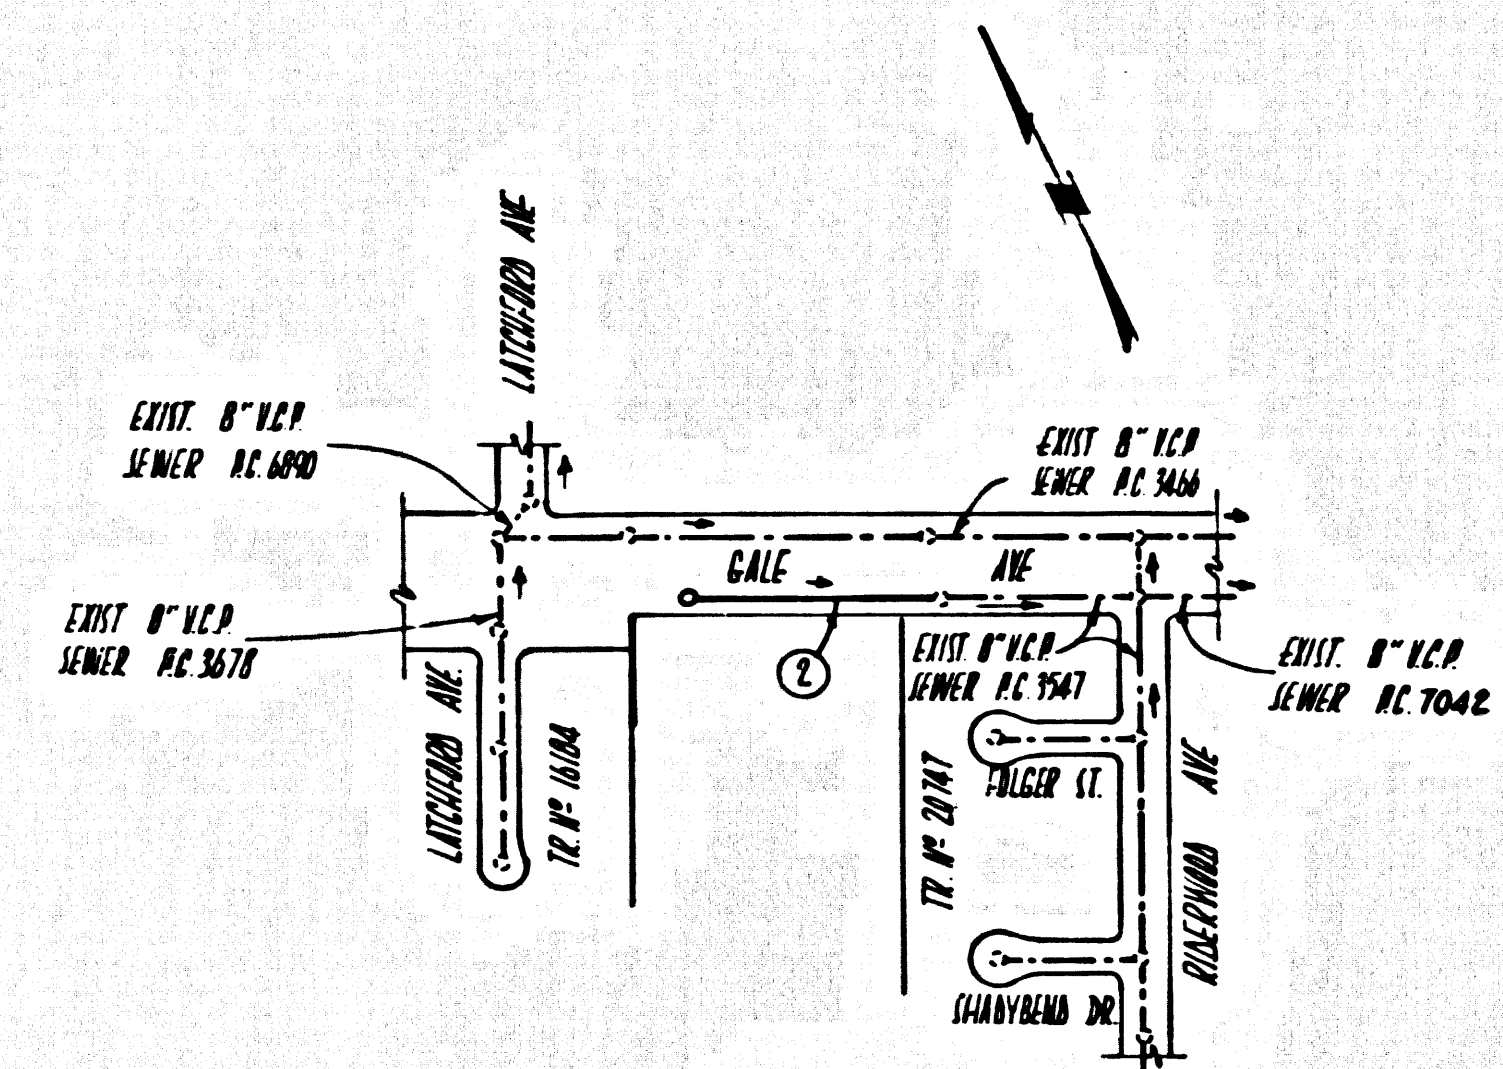 LATCHFORD AVE
EXIST. 8" V.C.P.
SEWER P.C. 6890
EXIST 8" V.C.P
SEWER P.C. 3466
GALE AVE
EXIST 8" V.C.P.
SEWER P.C. 3678
2
EXIST. 8" V.C.P.
SEWER P.C. 3547
EXIST. 8" V.C.P.
SEWER P.C. 7042
LATCHFORD AVE.
TR. Nº 16184
TR. Nº 20747
FOLGER ST.
RIDERWOOD AVE
SHADYBEND DR.